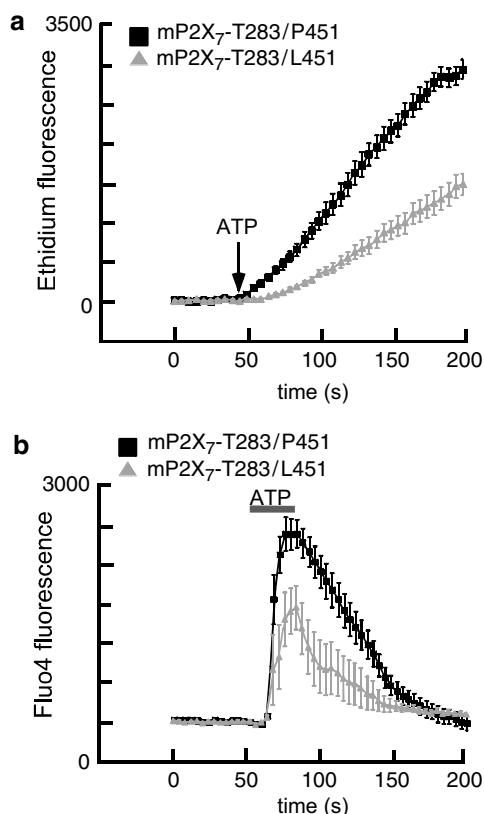 a
3500
mP2X7-T283/P451
mP2X7-T283/L451
Ethidium fluorescence
ATP
0
0 50 100 150 200
time (s)
b
mP2X7-T283/P451
mP2X7-T283/L451
3000
ATP
Fluo4 fluorescence
0
0 50 100 150 200
time (s)